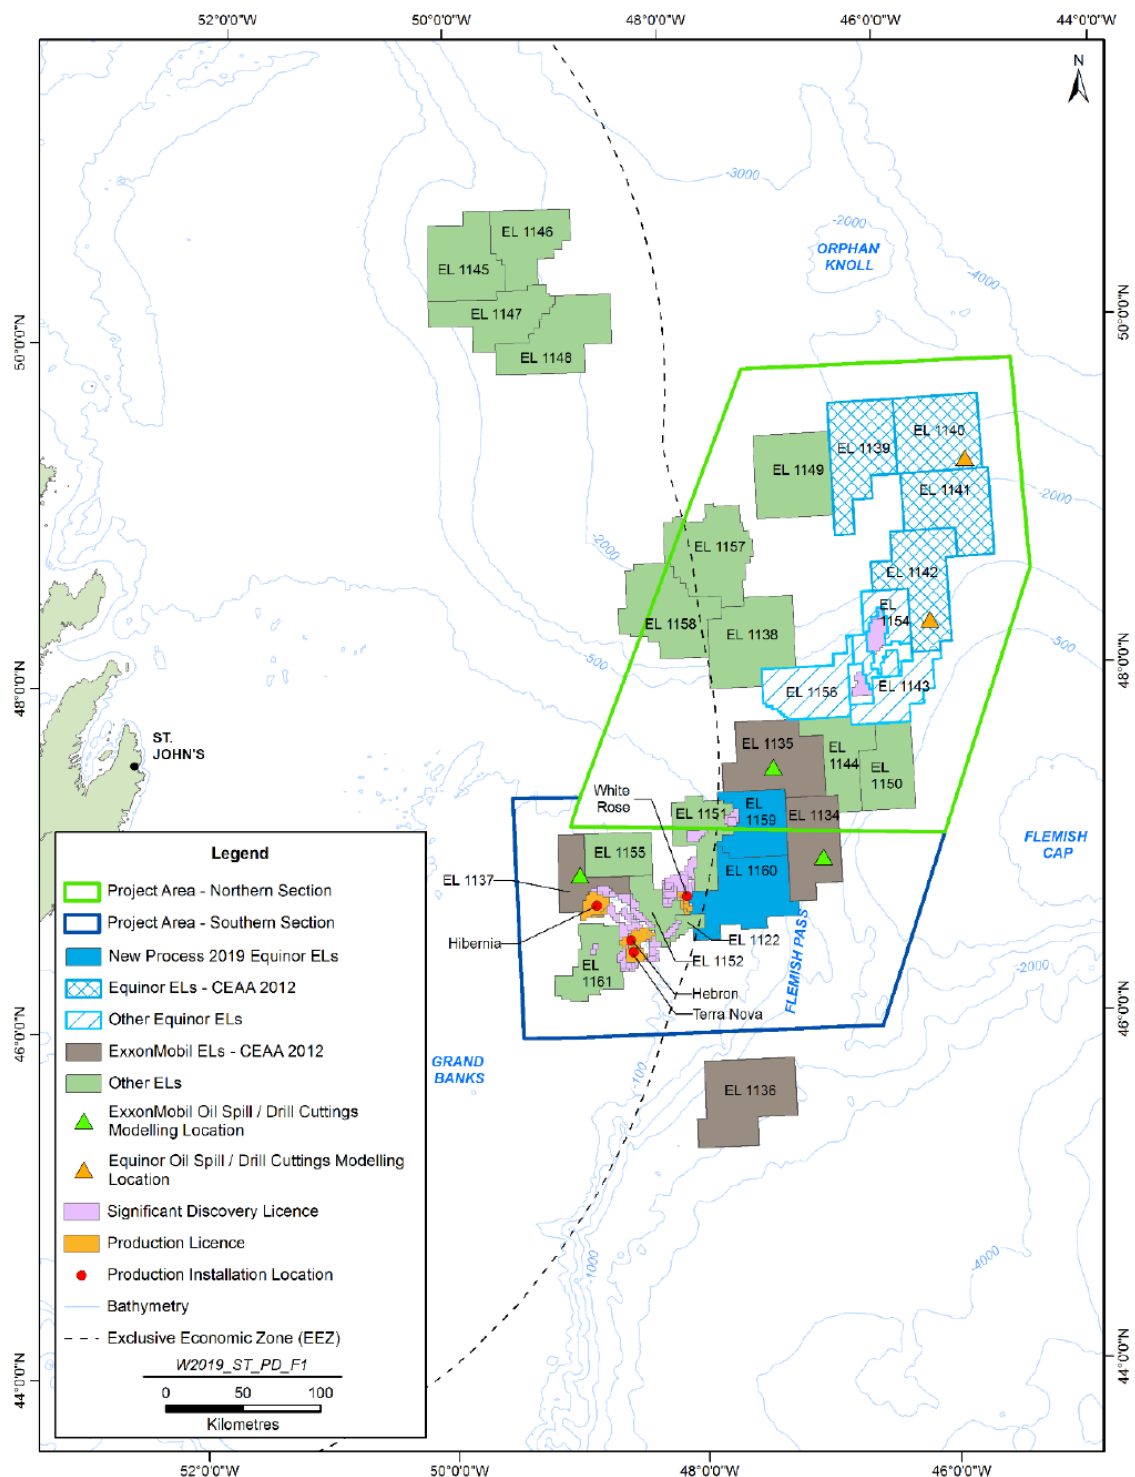 52°0'0"W
50°0'0"W
48°0'0"W
46°0'0"W
44°0'0"W
N
-3000
-2000
ORPHAN
KNOLL
-4000
EL 1146
EL 1145
EL 1147
EL 1148
50°0'0"N
50°0'0"N
EL 1140
EL 1139
EL 1149
EL 1141
-2000
-2000
EL 1157
EL 1142
EL
1154
EL 1158
EL 1138
-500
-500
48°0'0"N
48°0'0"N
EL 1156
EL 1143
ST.
JOHN'S
EL 1135
EL
1144
EL
1150
White
Rose
EL 1151
EL
1159
EL 1134
FLEMISH
CAP
EL 1155
EL 1137
EL 1160
Hibernia
EL 1122
EL 1152
EL
1161
FLEMISH PASS
-2000
Hebron
Terra Nova
46°0'0"N
46°0'0"N
GRAND
BANKS
-100
EL 1136
-1000
-4000
44°0'0"N
44°0'0"N
Legend
Project Area - Northern Section
Project Area - Southern Section
New Process 2019 Equinor ELs
Equinor ELs - CEAA 2012
Other Equinor ELs
ExxonMobil ELs - CEAA 2012
Other ELs
ExxonMobil Oil Spill / Drill Cuttings
Modelling Location
Equinor Oil Spill / Drill Cuttings Modelling
Location
Significant Discovery Licence
Production Licence
Production Installation Location
Bathymetry
Exclusive Economic Zone (EEZ)
W2019_ST_PD_F1
0 50 100
Kilometres
52°0'0"W
50°0'0"W
48°0'0"W
46°0'0"W